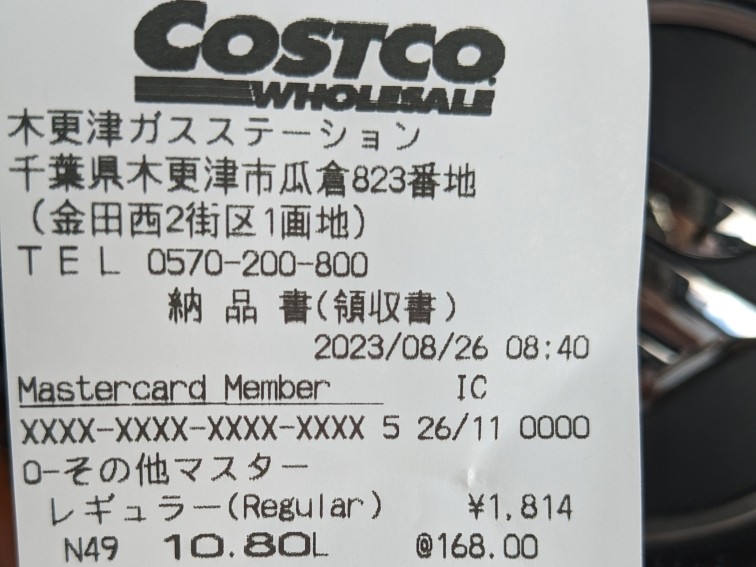 COSTCO
WHOLESALE
木更津ガスステーション
千葉県木更津市瓜倉823番地
(金田西2街区1画地)
TEL 0570-200-800
納品書(領収書)
2023/08/26 08:40
Mastercard Member IC
XXXX-XXXX-XXXX-XXXX 5 26/11 0000
0-その他マスター
レギュラー(Regular) ¥1,814
N49 10.80L @168.00